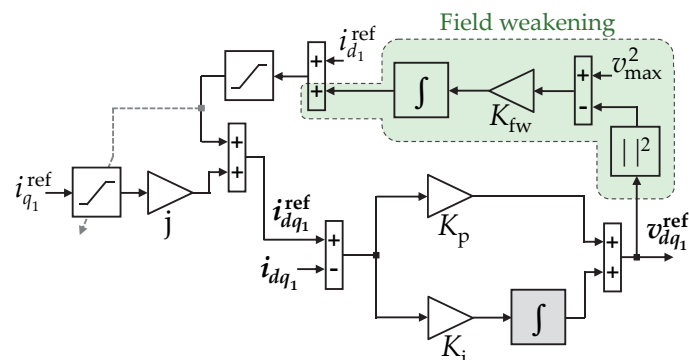 Field weakening
i_{d_1}^{ref}
+
+
∫
K_{fw}
+
-
v_{max}^2
| |^2
i_{q_1}^{ref}
j
+
+
i_{dq_1}^{ref}
i_{dq_1}
+
-
K_p
K_i
∫
+
+
v_{dq_1}^{ref}